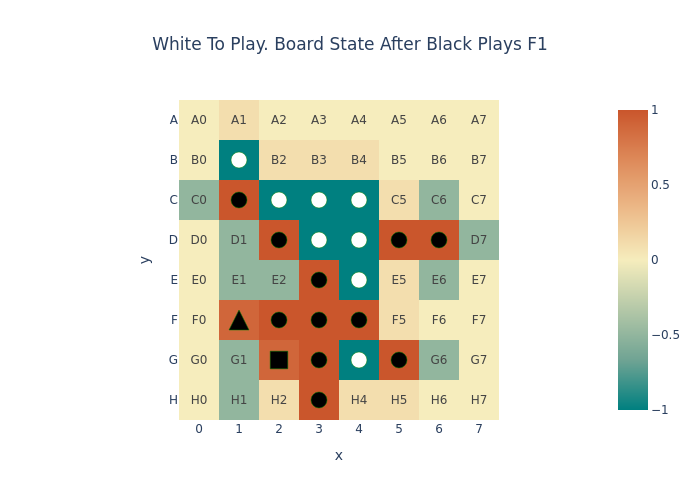 White To Play. Board State After Black Plays F1
A A0 A1 A2 A3 A4 A5 A6 A7 1
B B0 B2 B3 B4 B5 B6 B7
0.5
C C0 C5 C6 C7
D D0 D1 D7
y 0
E E0 E1 E2 E5 E6 E7
F F0 F5 F6 F7
−0.5
G G0 G1 G6 G7
H H0 H1 H2 H4 H5 H6 H7 −1
0 1 2 3 4 5 6 7
x